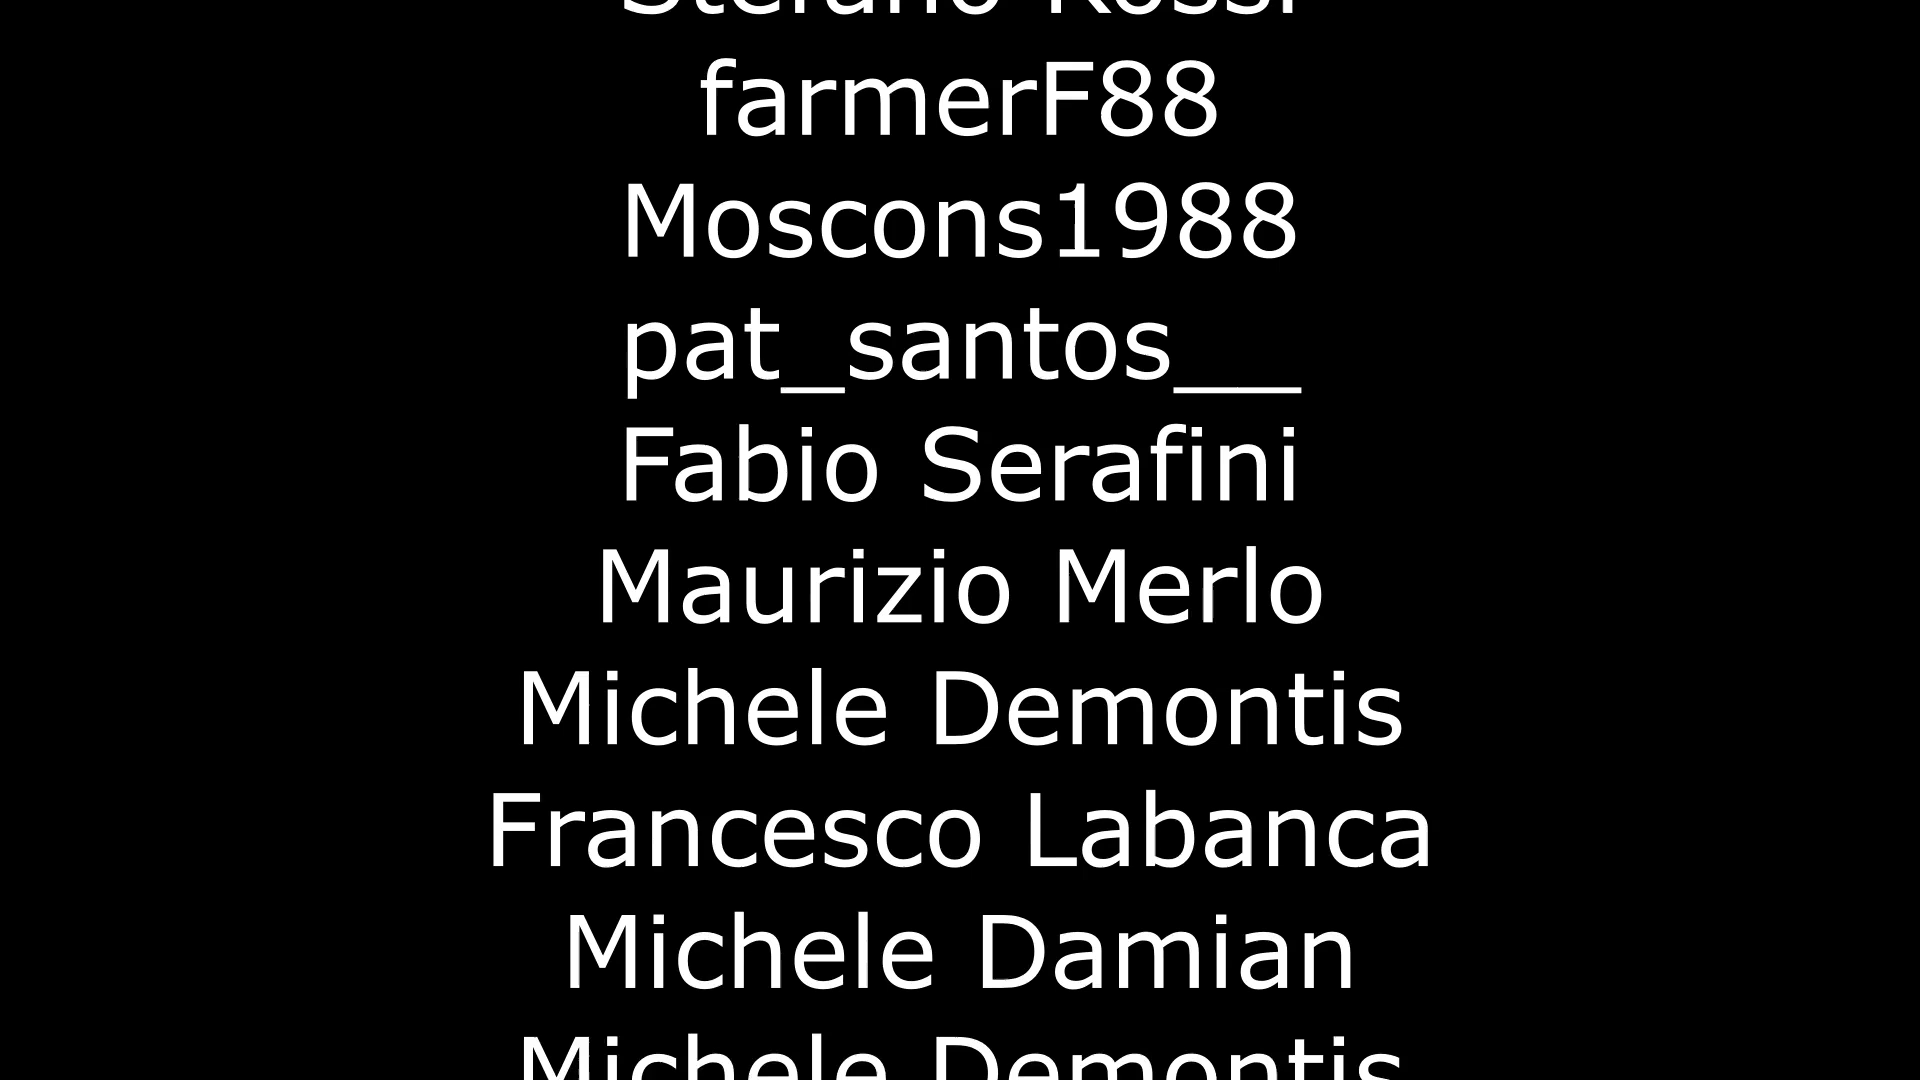 Stefano Rossi
farmerF88
Moscons1988
pat_santos__
Fabio Serafini
Maurizio Merlo
Michele Demontis
Francesco Labanca
Michele Damian
Michele Demontis